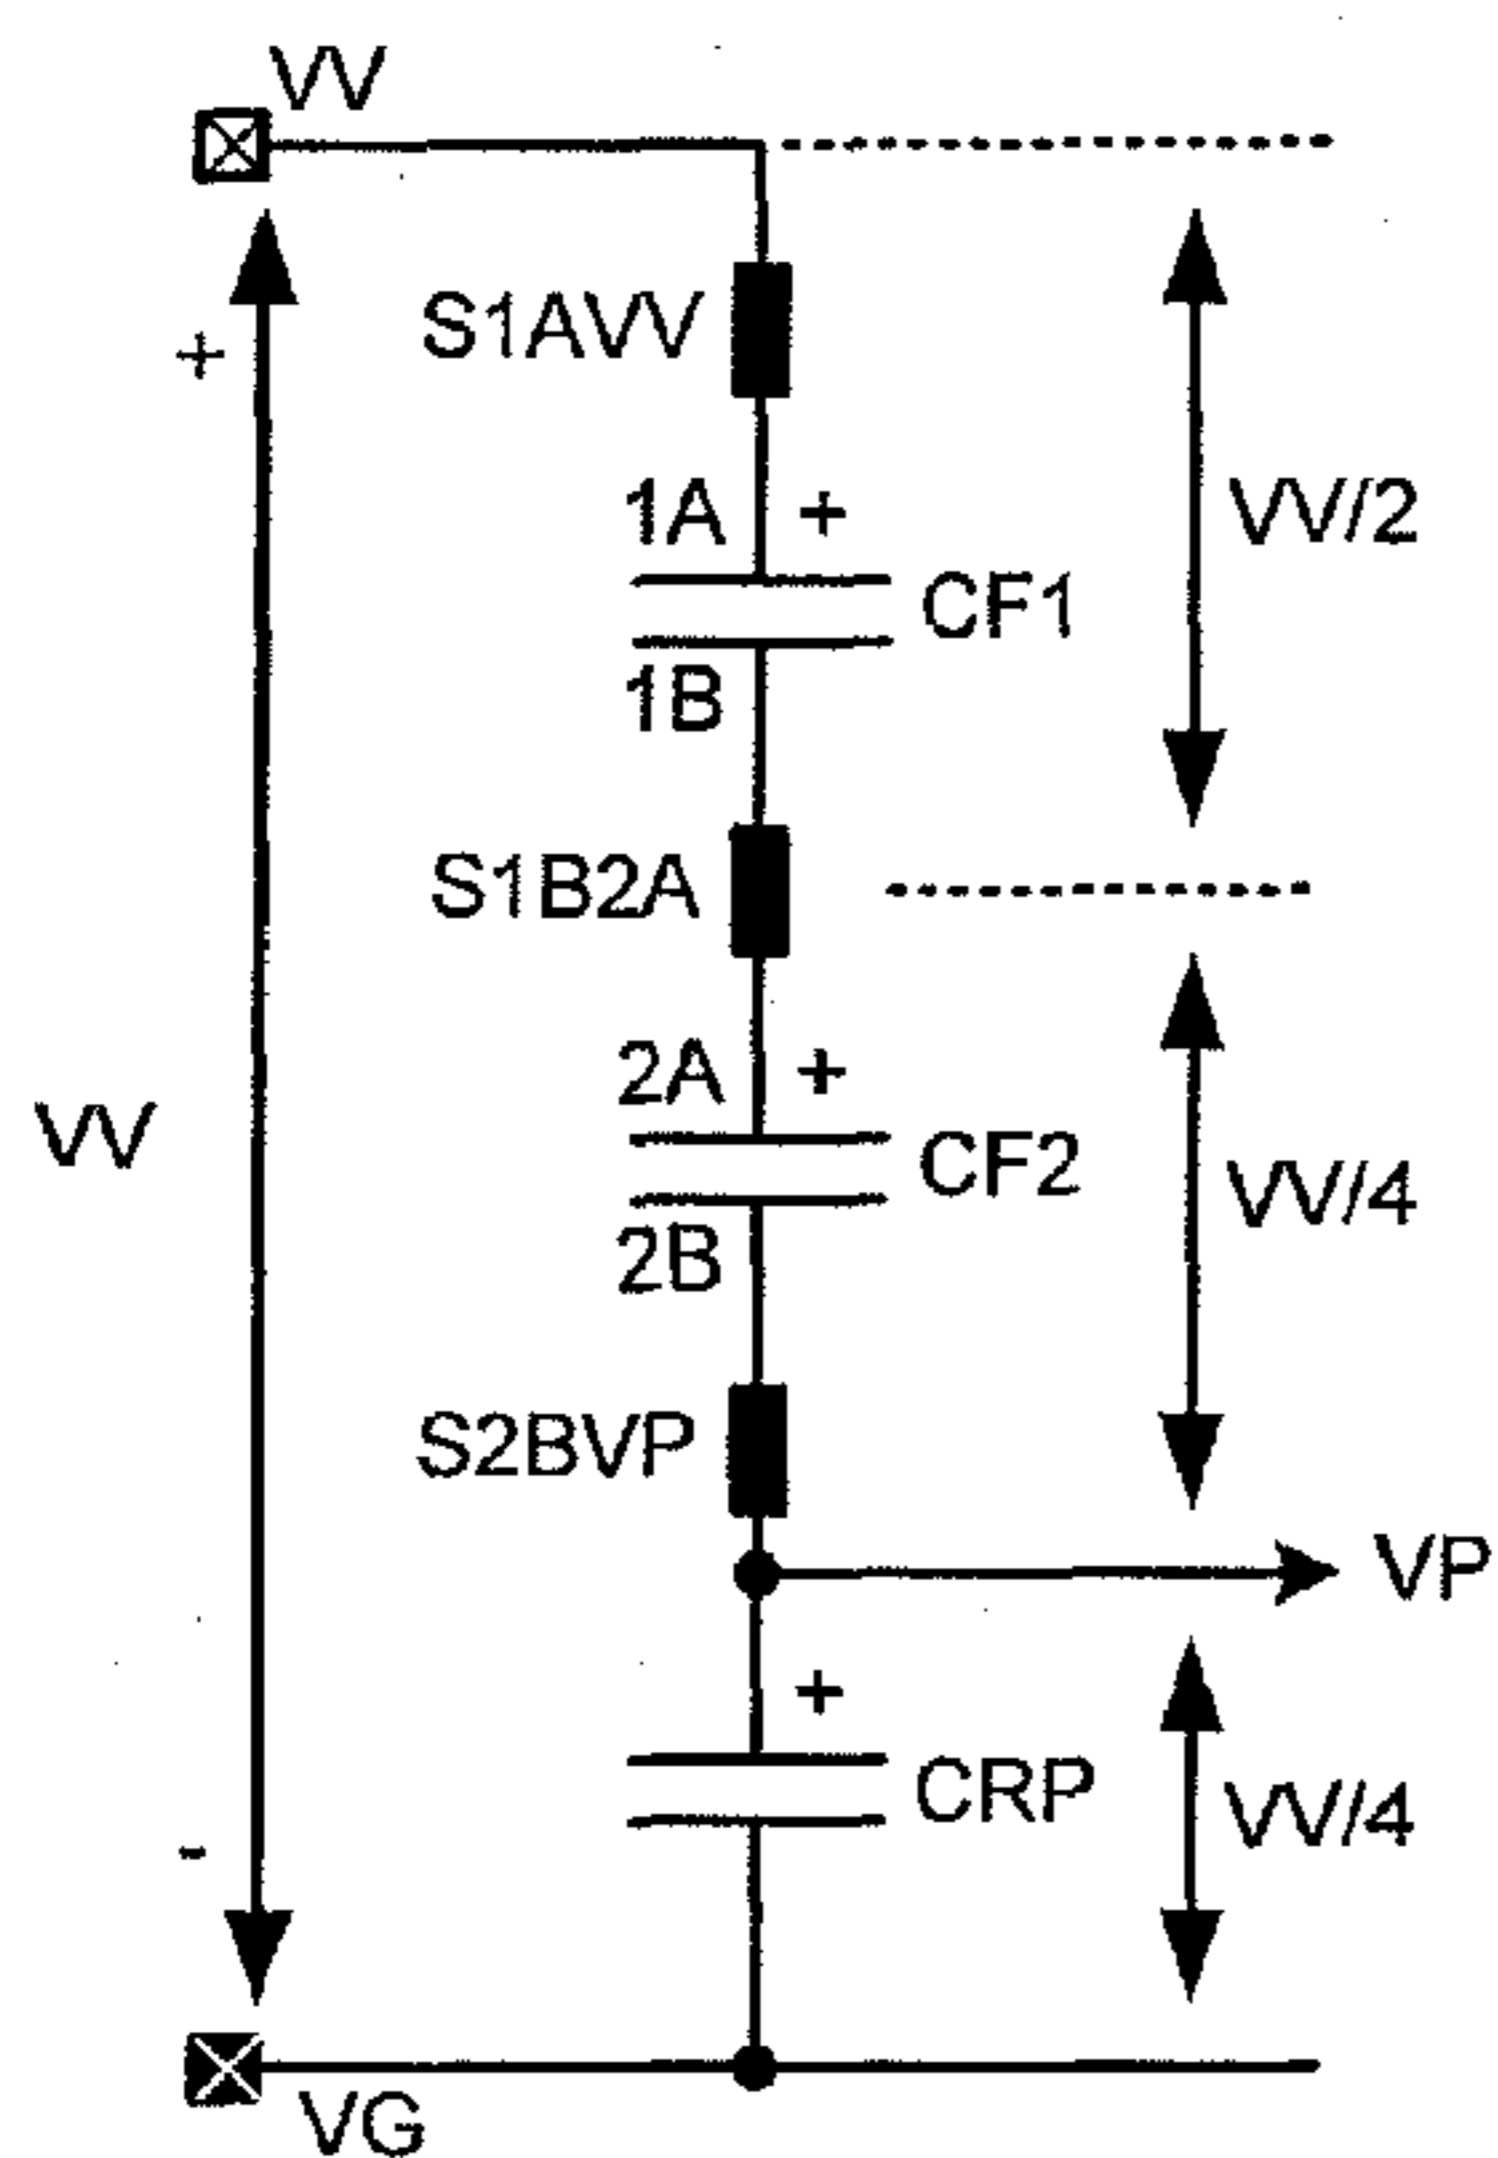 VV
+
S1AVV
1A +
VV/2
CF1
1B
S1B2A
2A +
VV
CF2
VV/4
2B
S2BVP
VP
+
CRP
VV/4
-
VG